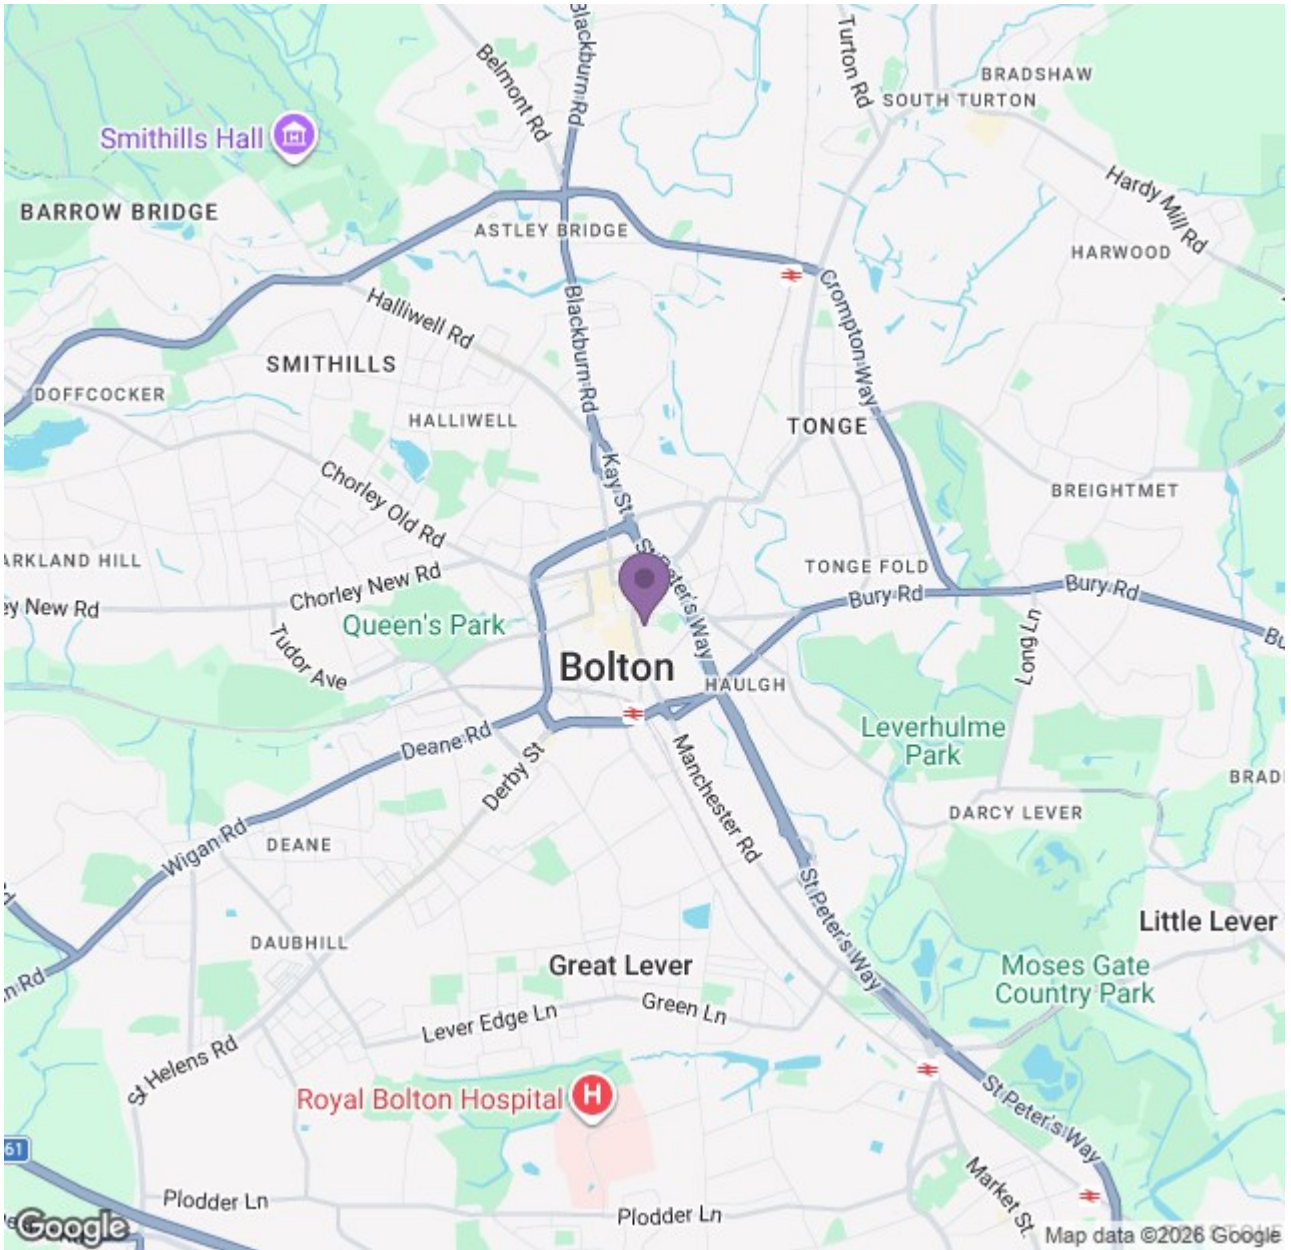 Blackburn Rd
Belmont Rd
Turton Rd
BRADSHAW
SOUTH TURTON
Smithills Hall
Hardy Mill Rd
BARROW BRIDGE
ASTLEY BRIDGE
HARWOOD
Halliwell Rd
Blackburn Rd
Crompton Way
SMITHILLS
DOFFCOCKER
HALLIWELL
TONGE
Kay St
Chorley Old Rd
BREIGHTMET
ARKLAND HILL
St Peter's Way
TONGE FOLD
Chorley New Rd
Bury Rd
Bury Rd
ey New Rd
Queen's Park
Long Ln
Bu
Tudor Ave
Bolton
HAULGH
Deane Rd
Leverhulme
Park
Derby St
Manchester Rd
BRAD
DARCY LEVER
Wigan Rd
DEANE
St Peter's Way
Little Lever
DAUBHILL
Great Lever
Moses Gate
Country Park
n Rd
Green Ln
Lever Edge Ln
St Helens Rd
Royal Bolton Hospital
H
St Peter's Way
61
Market St.
Plodder Ln
Plodder Ln
Google
Map data ©2026 Google